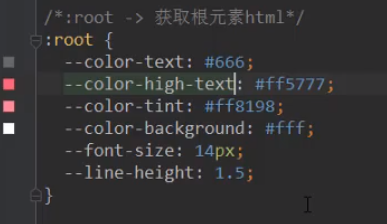 /*:root -> 获取根元素html*/
:root {
--color-text: #666;
--color-high-text: #ff5777;
--color-tint: #ff8198;
--color-background: #fff;
--font-size: 14px;
--line-height: 1.5;
}